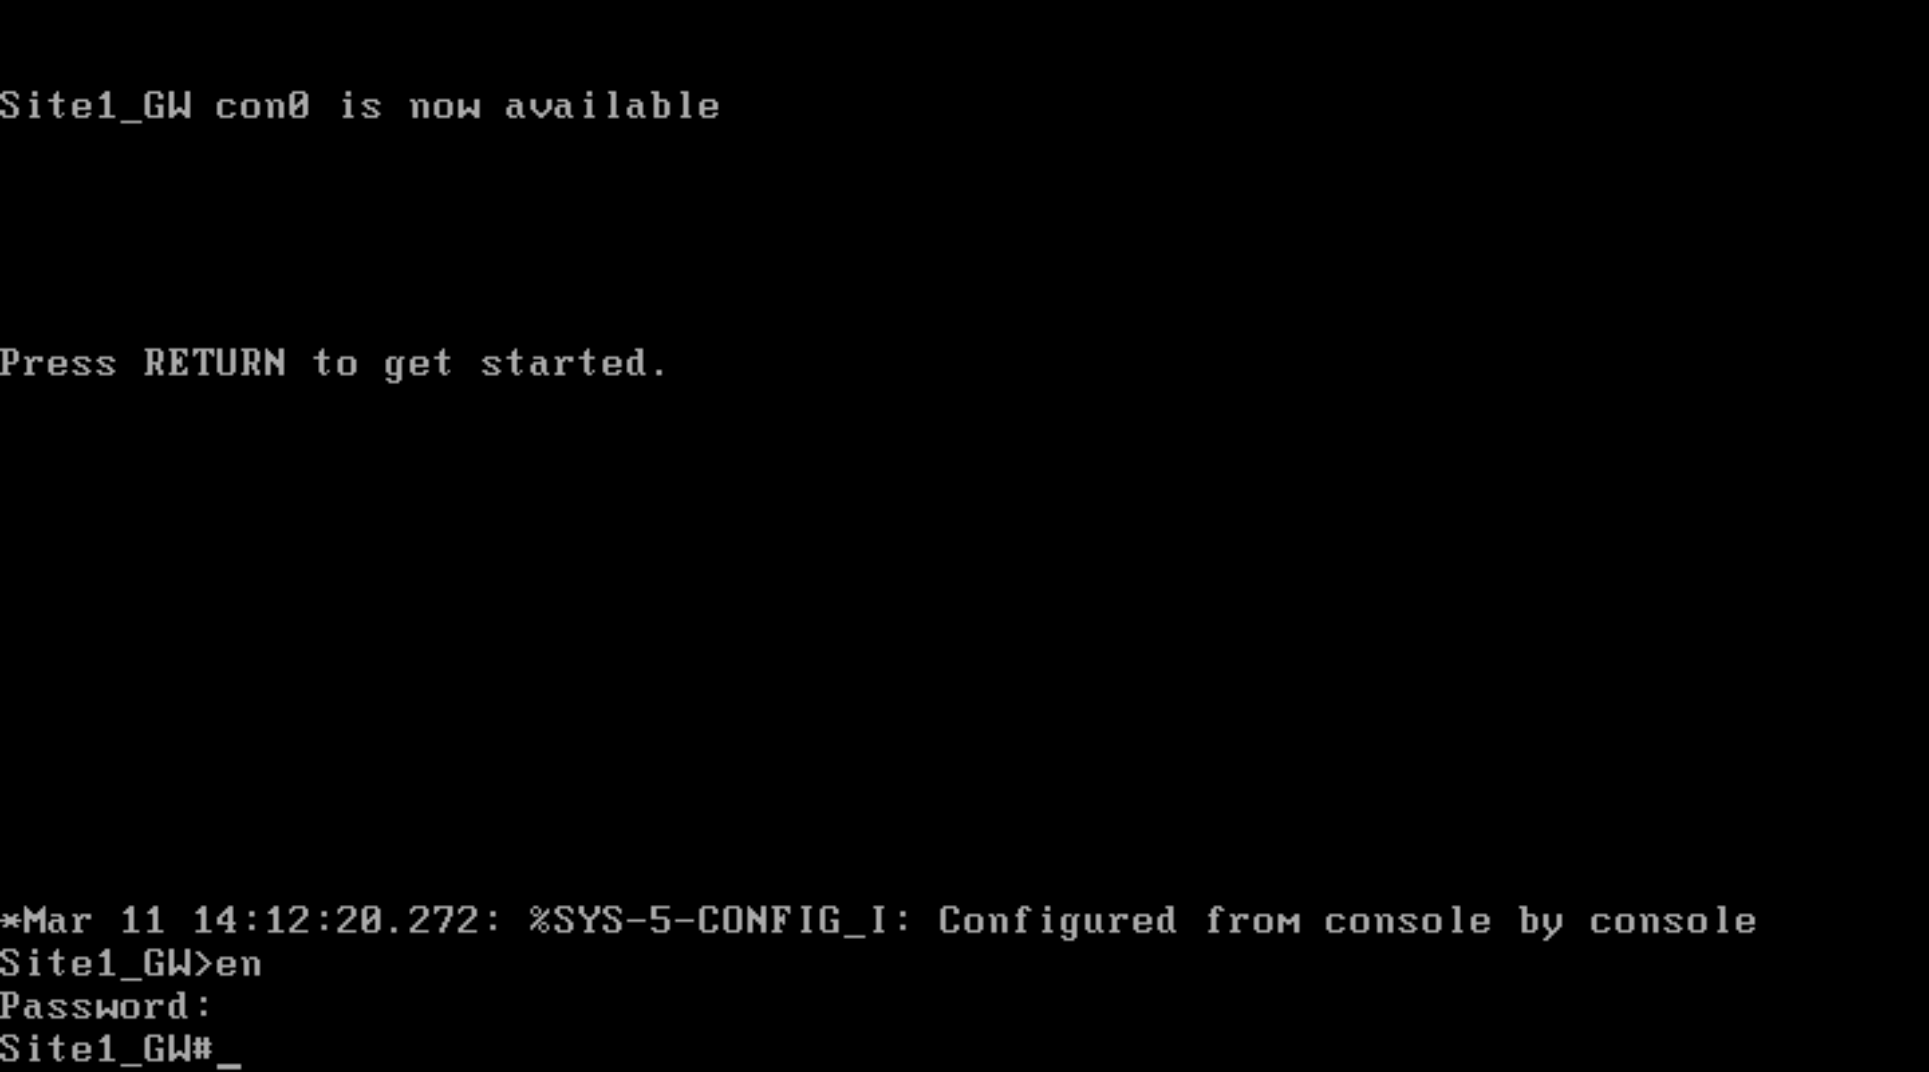 Site1_GW con0 is now available
Press RETURN to get started.
*Mar 11 14:12:20.272: %SYS-5-CONFIG_I: Configured from console by console
Site1_GW>en
Password:
Site1_GW#_